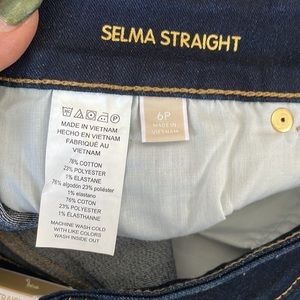 SELMA STRAIGHT
MADE IN VIETNAM
HECHO EN VIETNAM
FABRIQUÉ AU
VIETNAM
76% COTTON
23% POLYESTER
1% ELASTANE
76% algodón 23% poliéster
1% elastano
76% COTON
23% POLYESTER
1% ÉLASTHANNE
MACHINE WASH COLD
WITH LIKE COLORS
WASH INSIDE OUT
6P
MADE IN
VIETNAM